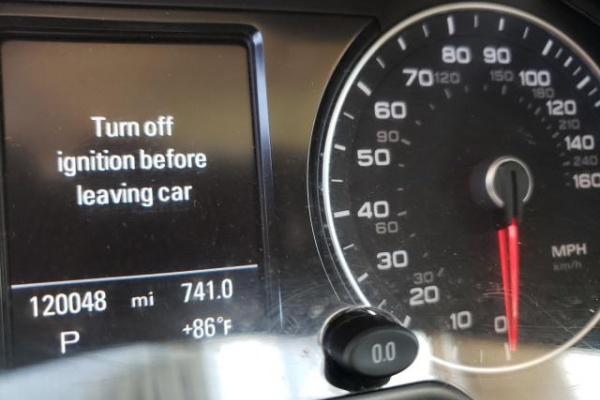 Turn off
ignition before
leaving car
120048 mi 741.0
P +86°F
0.0
80 90
70 120 150 100
180
60 120
90 210
50 140
240
160
40
60
30 MPH
30 km/h
20
10
0